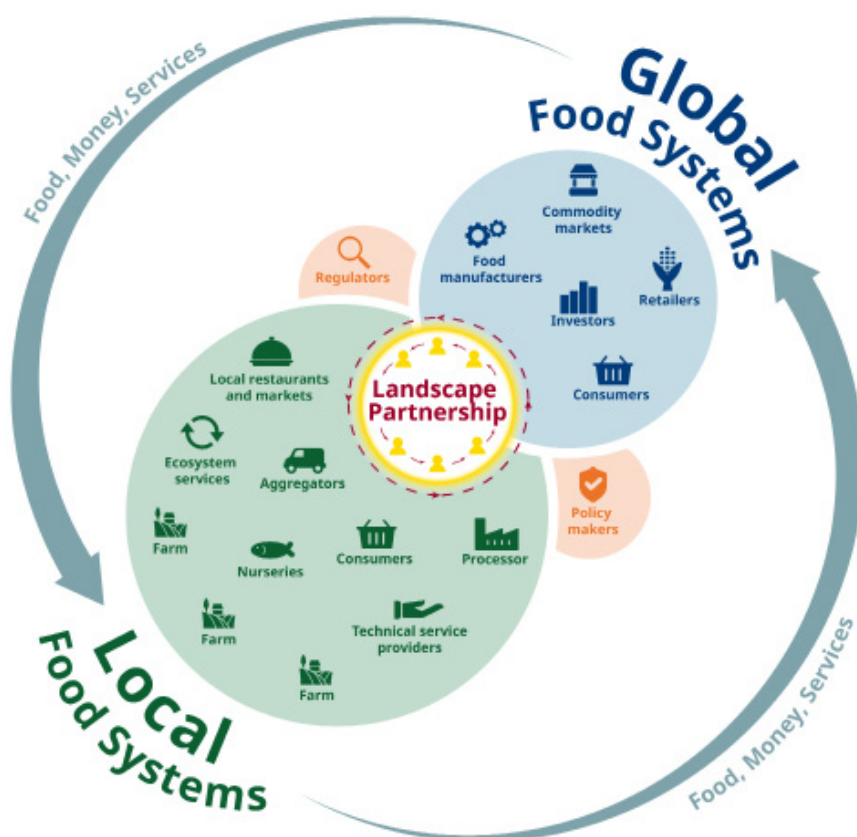 Food, Money, Services
Global
Food Systems
Commodity
markets
Food
manufacturers
Retailers
Investors
Consumers
Regulators
Landscape
Partnership
Local restaurants
and markets
Ecosystem
services
Aggregators
Farm
Nurseries
Consumers
Processor
Policy
makers
Farm
Technical service
providers
Farm
Local
Food Systems
Food, Money, Services